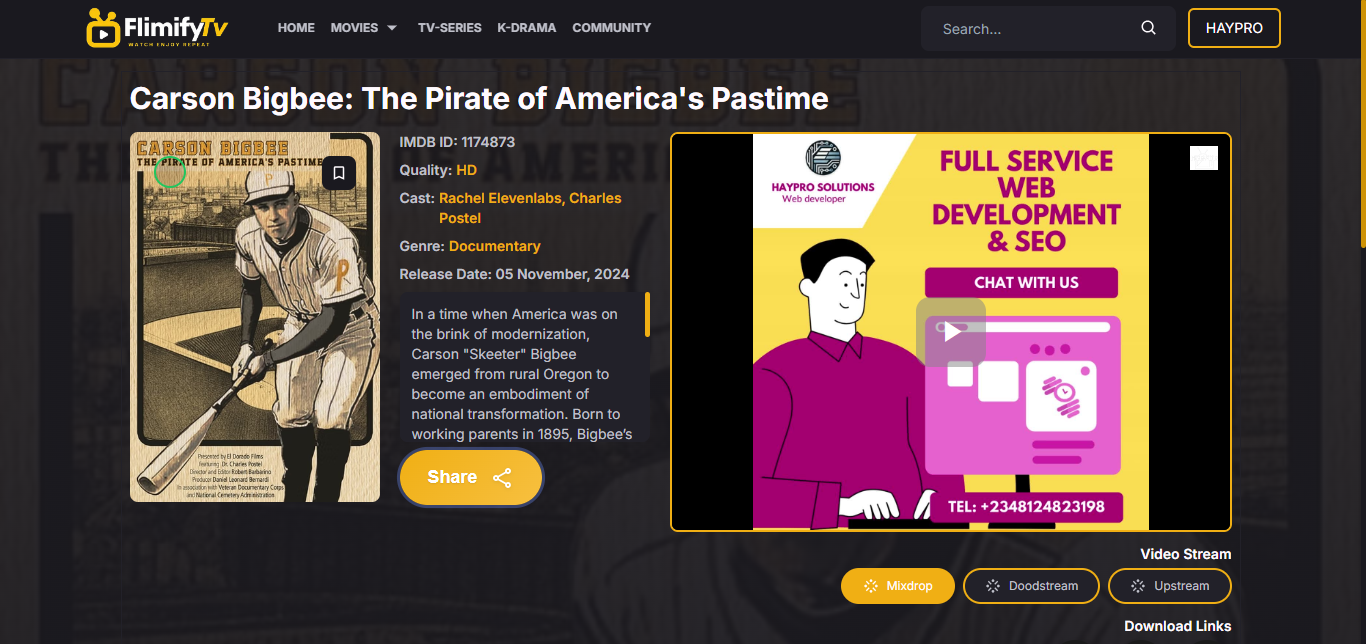 FlimifyTv
WATCH ENJOY REPEAT
HOME
MOVIES
TV-SERIES
K-DRAMA
COMMUNITY
Search...
HAYPRO
Carson Bigbee: The Pirate of America's Pastime
CARSON BIGBEE
THE PIRATE OF AMERICA'S PASTIME
P
P
Presented by El Dorado Films
Featuring Dr. Charles Postel
Director and Editor Robert Barbarino
Producer Daniel Leonard Bernardi
In association with Veteran Documentary Corps
and National Cemetery Administration
IMDB ID: 1174873
Quality: HD
Cast: Rachel Elevenlabs, Charles
Postel
Genre: Documentary
Release Date: 05 November, 2024
In a time when America was on
the brink of modernization,
Carson "Skeeter" Bigbee
emerged from rural Oregon to
become an embodiment of
national transformation. Born to
working parents in 1895, Bigbee's
Share
HAYPRO SOLUTIONS
Web developer
FULL SERVICE
WEB
DEVELOPMENT
& SEO
CHAT WITH US
TEL: +2348124823198
Video Stream
Mixdrop
Doodstream
Upstream
Download Links